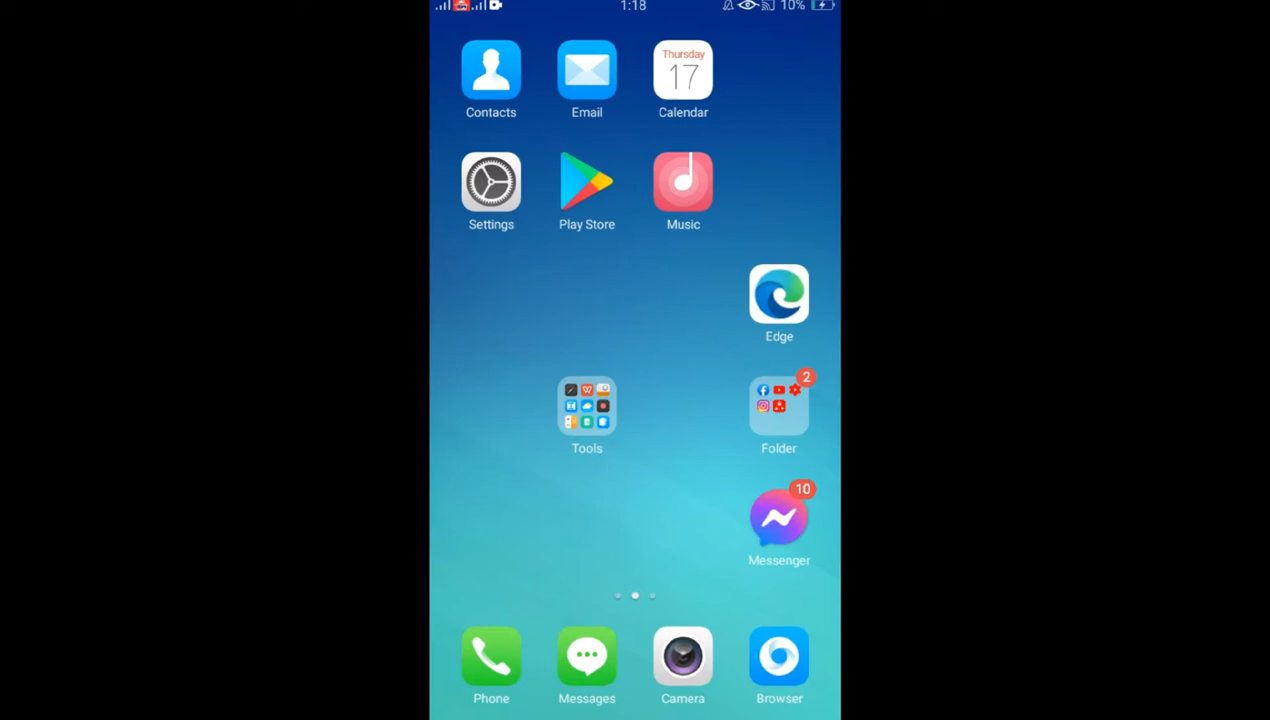 1:18 10%
Thursday
17
Contacts Email Calendar
Settings Play Store Music
Edge
2
Tools Folder
10
Messenger
Phone Messages Camera Browser